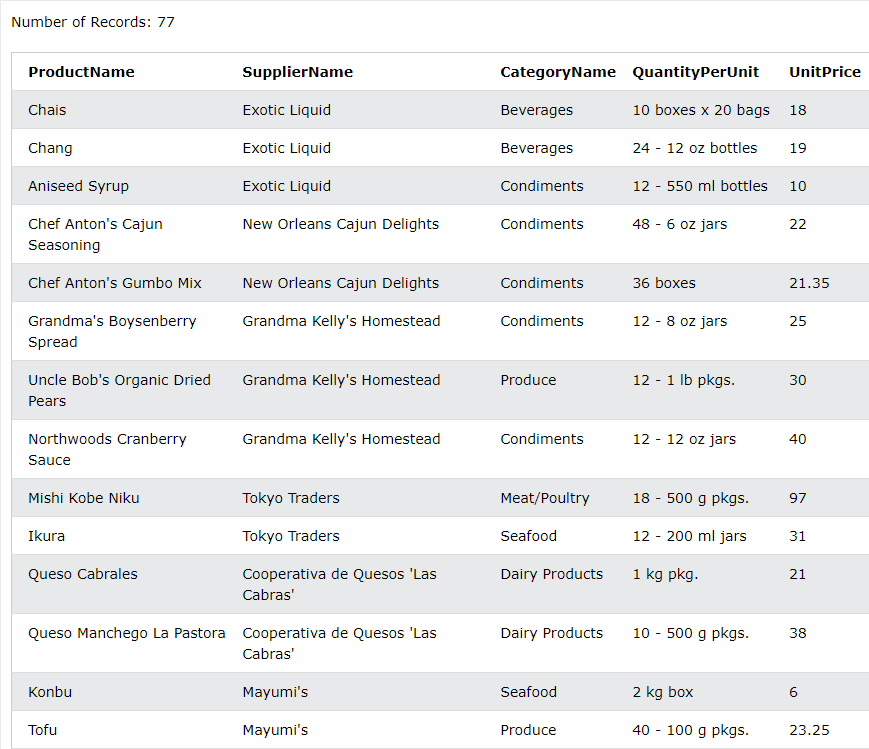 Number of Records: 77
ProductName SupplierName CategoryName QuantityPerUnit UnitPrice
Chais Exotic Liquid Beverages 10 boxes x 20 bags 18
Chang Exotic Liquid Beverages 24 - 12 oz bottles 19
Aniseed Syrup Exotic Liquid Condiments 12 - 550 ml bottles 10
Chef Anton's Cajun New Orleans Cajun Delights Condiments 48 - 6 oz jars 22
Seasoning
Chef Anton's Gumbo Mix New Orleans Cajun Delights Condiments 36 boxes 21.35
Grandma's Boysenberry Grandma Kelly's Homestead Condiments 12 - 8 oz jars 25
Spread
Uncle Bob's Organic Dried Grandma Kelly's Homestead Produce 12 - 1 lb pkgs. 30
Pears
Northwoods Cranberry Grandma Kelly's Homestead Condiments 12 - 12 oz jars 40
Sauce
Mishi Kobe Niku Tokyo Traders Meat/Poultry 18 - 500 g pkgs. 97
Ikura Tokyo Traders Seafood 12 - 200 ml jars 31
Queso Cabrales Cooperativa de Quesos 'Las Dairy Products 1 kg pkg. 21
Cabras'
Queso Manchego La Pastora Cooperativa de Quesos 'Las Dairy Products 10 - 500 g pkgs. 38
Cabras'
Konbu Mayumi's Seafood 2 kg box 6
Tofu Mayumi's Produce 40 - 100 g pkgs. 23.25